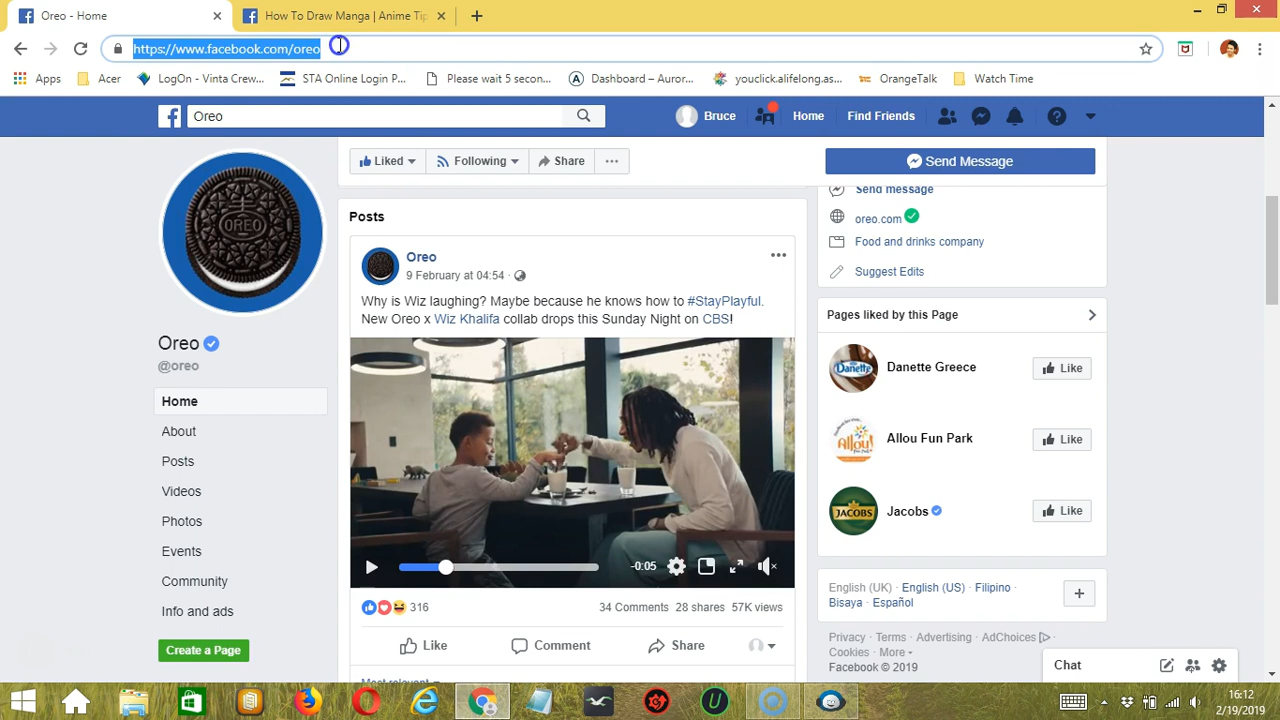 Oreo - Home
How To Draw Manga | Anime Tip
https://www.facebook.com/oreo
Apps
Acer
LogOn - Vinta Crew...
STA Online Login P...
Please wait 5 second...
Dashboard – Auror...
youclick.alifelong.as...
OrangeTalk
Watch Time
Oreo
Bruce
Home
Find Friends
Liked
Following
Share
Send Message
OREO
Oreo
@oreo
Home
About
Posts
Videos
Photos
Events
Community
Info and ads
Create a Page
Posts
Oreo
9 February at 04:54
Why is Wiz laughing? Maybe because he knows how to #StayPlayful.
New Oreo x Wiz Khalifa collab drops this Sunday Night on CBS!
-0:05
316
34 Comments 28 shares 57K views
Like
Comment
Share
Send message
oreo.com
Food and drinks company
Suggest Edits
Pages liked by this Page
Danette
Danette Greece
Like
Allou!
Allou Fun Park
Like
JACOBS
Jacobs
Like
English (UK) · English (US) · Filipino ·
Bisaya · Español
Privacy · Terms · Advertising · AdChoices ·
Cookies · More
Facebook © 2019
Chat
16:12
2/19/2019